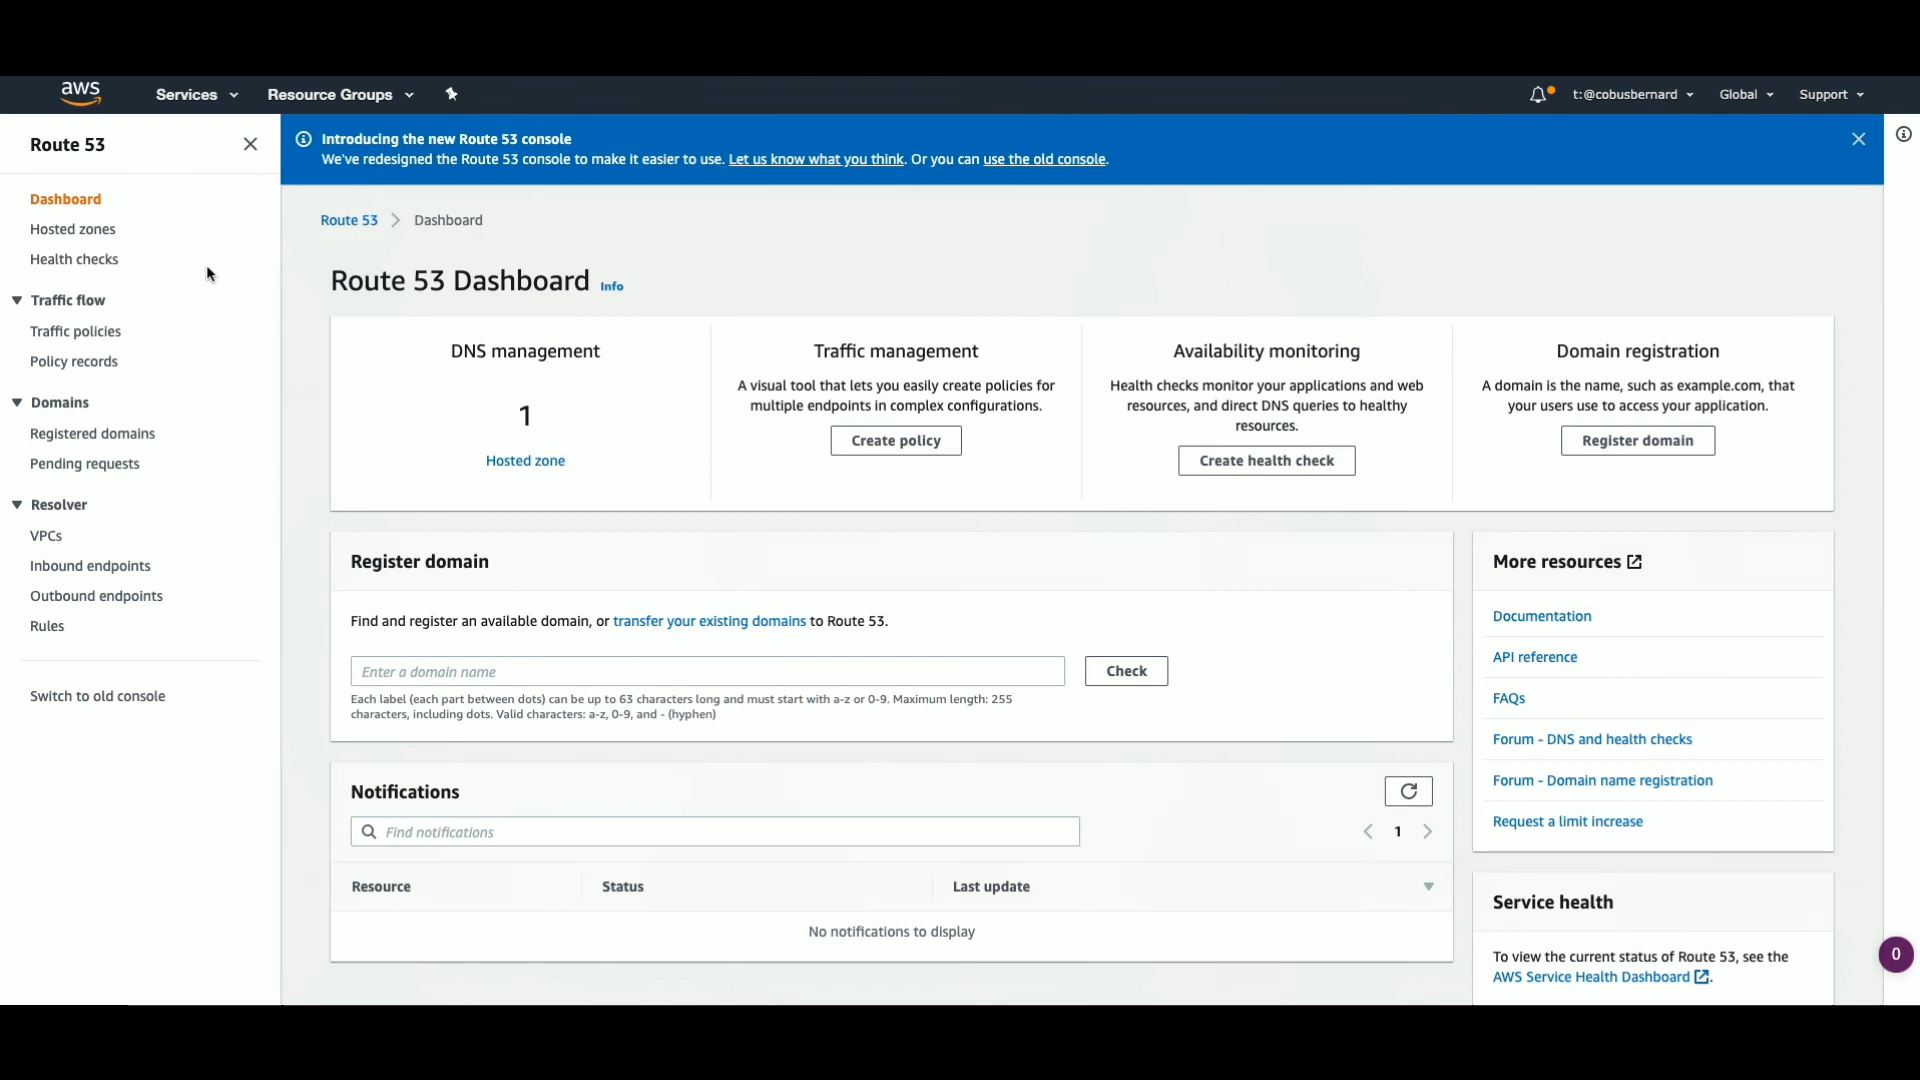 aws
Services
Resource Groups
t:@cobusbernard
Global
Support
Route 53
Dashboard
Hosted zones
Health checks
Traffic flow
Traffic policies
Policy records
Domains
Registered domains
Pending requests
Resolver
VPCs
Inbound endpoints
Outbound endpoints
Rules
Switch to old console
Introducing the new Route 53 console
We've redesigned the Route 53 console to make it easier to use. Let us know what you think. Or you can use the old console.
Route 53
Dashboard
Route 53 Dashboard Info
DNS management
1
Hosted zone
Traffic management
A visual tool that lets you easily create policies for
multiple endpoints in complex configurations.
Create policy
Availability monitoring
Health checks monitor your applications and web
resources, and direct DNS queries to healthy
resources.
Create health check
Domain registration
A domain is the name, such as example.com, that
your users use to access your application.
Register domain
Register domain
Find and register an available domain, or transfer your existing domains to Route 53.
Enter a domain name
Check
Each label (each part between dots) can be up to 63 characters long and must start with a-z or 0-9. Maximum length: 255
characters, including dots. Valid characters: a-z, 0-9, and - (hyphen)
Notifications
Find notifications
1
Resource
Status
Last update
No notifications to display
More resources
Documentation
API reference
FAQs
Forum - DNS and health checks
Forum - Domain name registration
Request a limit increase
Service health
To view the current status of Route 53, see the
AWS Service Health Dashboard.
0